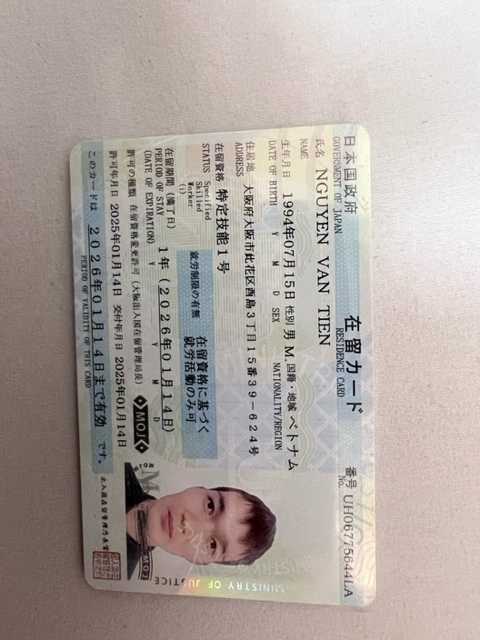 日本国政府 在留カード 番号 UH06775644LA
GOVERNMENT OF JAPAN RESIDENCE CARD No.
氏名 NGUYEN VAN TIEN
NAME
生年月日 1994年07月15日 性別 男 M. 国籍・地域 ベトナム
DATE OF BIRTH Y M D SEX NATIONALITY/REGION
住居地 大阪府大阪市此花区酉島3丁目15番39-624号
ADDRESS
在留資格 特定技能1号
STATUS Specified Skilled Worker (i)
就労制限の有無 在留資格に基づく就労活動のみ可
在留期間(満了日) 1年(2026年01月14日)
PERIOD OF STAY (DATE OF EXPIRATION) Y Y M D
許可の種類 在留資格変更許可(大阪出入国在留管理局長)
許可年月日 2025年01月14日 交付年月日 2025年01月14日
このカードは 2026年01月14日まで有効 です。
PERIOD OF VALIDITY OF THIS CARD
MOJ
MOJ
MINISTRY OF JUSTICE